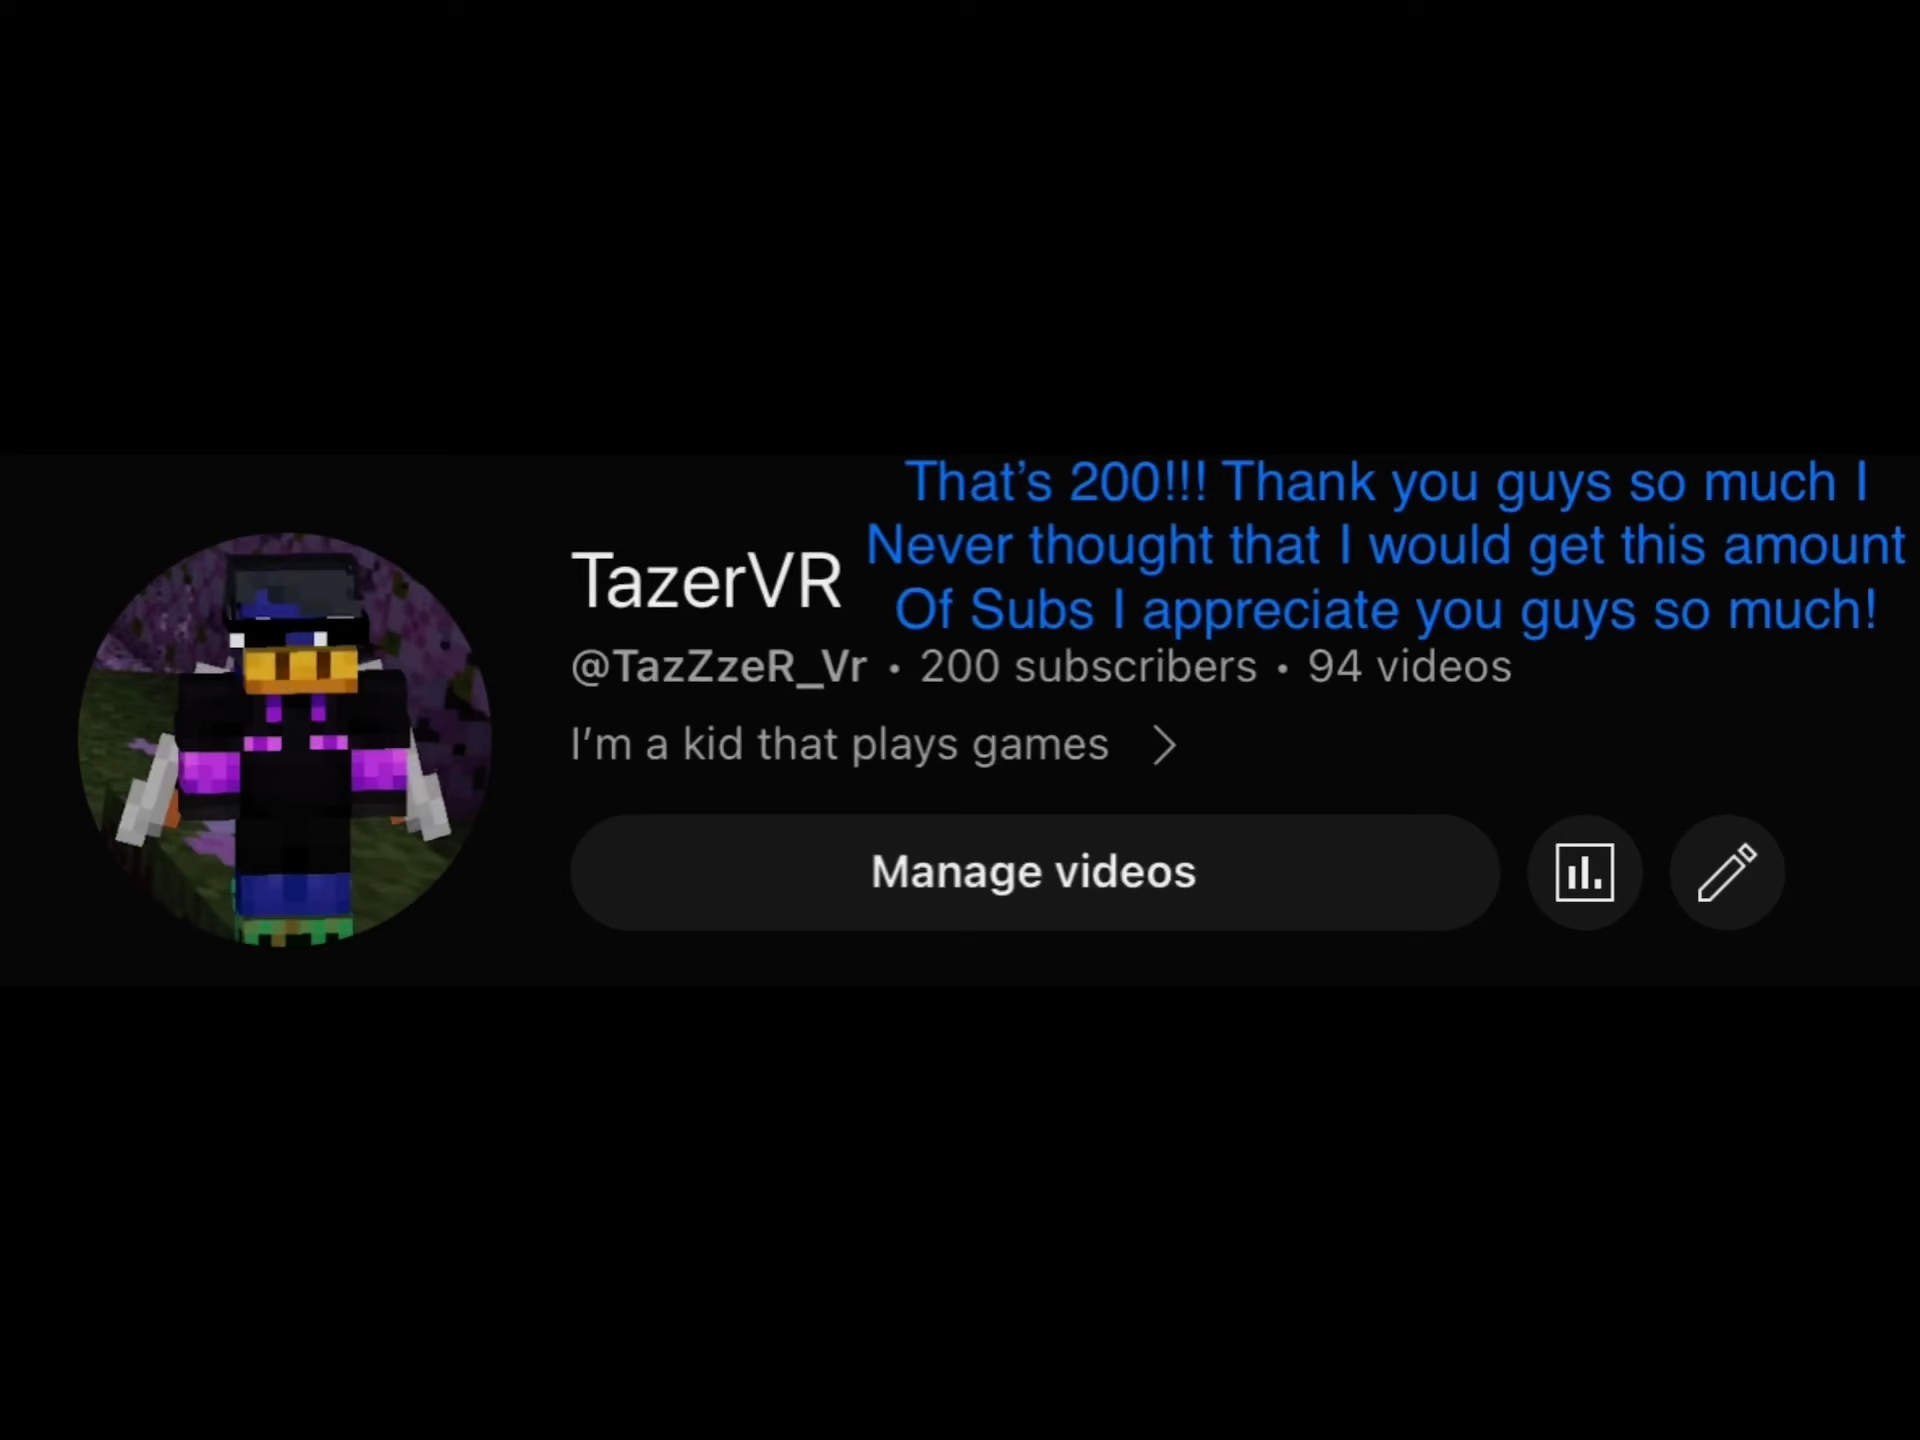 That’s 200!!! Thank you guys so much I
Never thought that I would get this amount
Of Subs I appreciate you guys so much!
TazerVR
@TazZzeR_Vr • 200 subscribers • 94 videos
I’m a kid that plays games
Manage videos